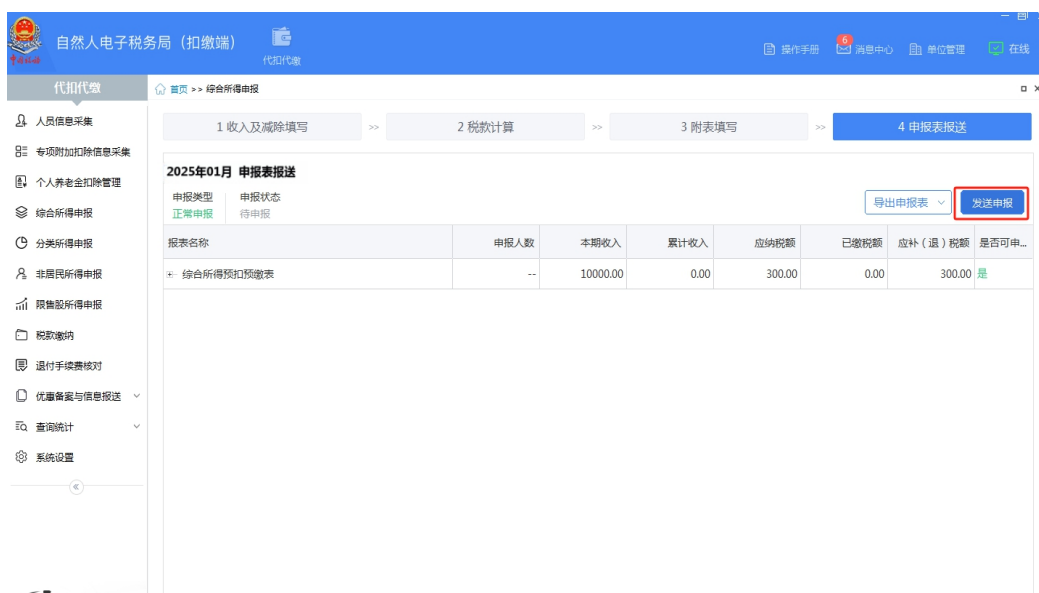 自然人电子税务局（扣缴端）
代扣代缴
操作手册
6
消息中心
单位管理
在线
代扣代缴
首页 >> 综合所得申报
人员信息采集
专项附加扣除信息采集
个人养老金扣除管理
综合所得申报
分类所得申报
非居民所得申报
限售股所得申报
税款缴纳
退付手续费核对
优惠备案与信息报送
查询统计
系统设置
1 收入及减除填写 >> 2 税款计算 >> 3 附表填写 >> 4 申报表报送
2025年01月 申报表报送
申报类型 申报状态
正常申报 待申报
导出申报表 发送申报
报表名称 申报人数 本期收入 累计收入 应纳税额 已缴税额 应补（退）税额 是否可申...
综合所得预扣预缴表 -- 10000.00 0.00 300.00 0.00 300.00 是